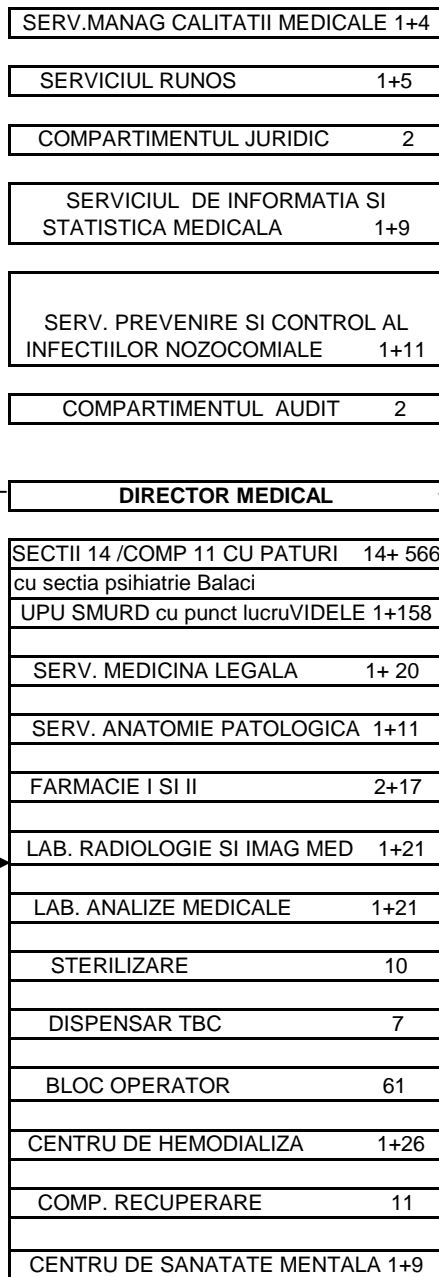 SERV.MANAG CALITATII MEDICALE 1+4
SERVICIUL RUNOS 1+5
COMPARTIMENTUL JURIDIC 2
SERVICIUL DE INFORMATIA SI
STATISTICA MEDICALA 1+9
SERV. PREVENIRE SI CONTROL AL
INFECTIILOR NOZOCOMIALE 1+11
COMPARTIMENTUL AUDIT 2
DIRECTOR MEDICAL
SECTII 14 /COMP 11 CU PATURI 14+ 566
cu sectia psihiatrie Balaci
UPU SMURD cu punct lucruVIDELE 1+158
SERV. MEDICINA LEGALA 1+ 20
SERV. ANATOMIE PATOLOGICA 1+11
FARMACIE I SI II 2+17
LAB. RADIOLOGIE SI IMAG MED 1+21
LAB. ANALIZE MEDICALE 1+21
STERILIZARE 10
DISPENSAR TBC 7
BLOC OPERATOR 61
CENTRU DE HEMODIALIZA 1+26
COMP. RECUPERARE 11
CENTRU DE SANATATE MENTALA 1+9